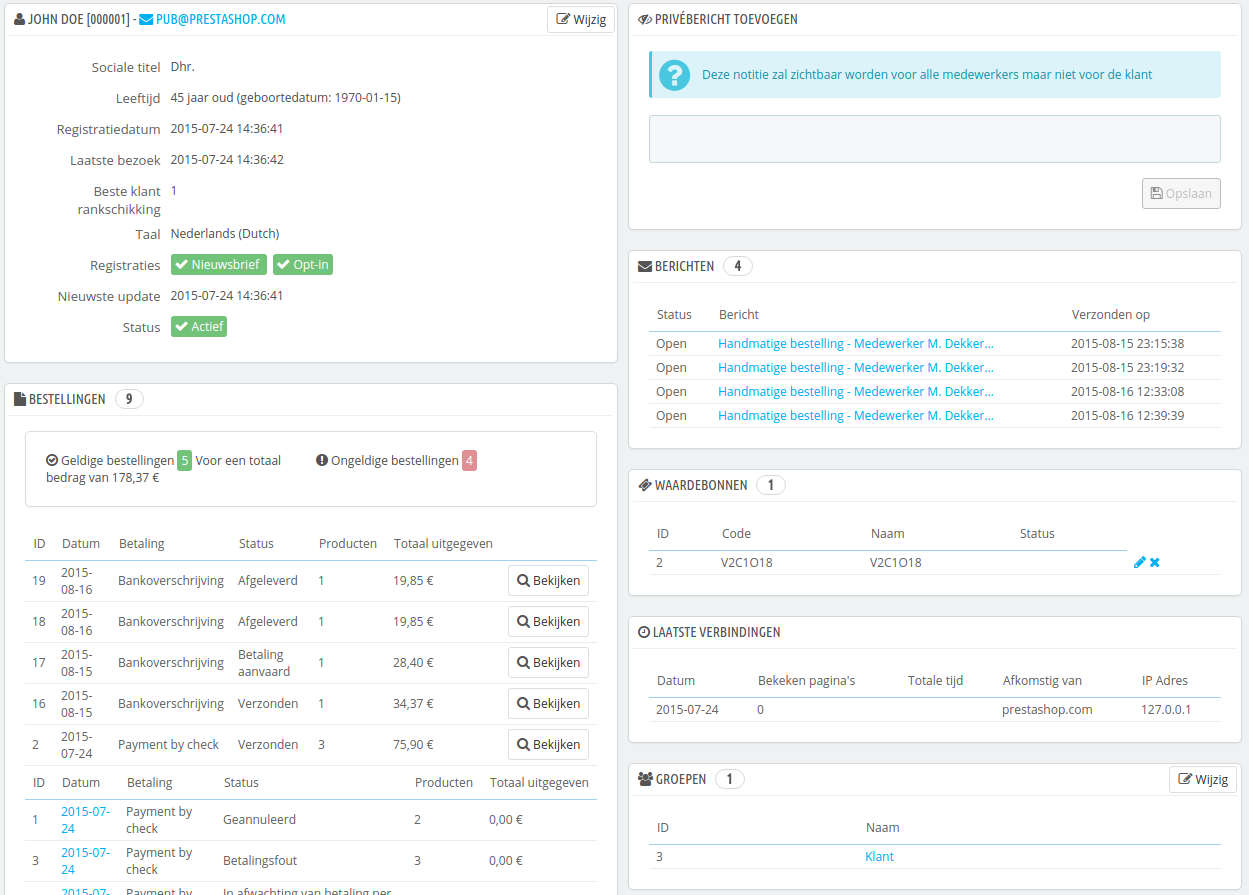 JOHN DOE [000001] - PUB@PRESTASHOP.COM
Wijzig
Sociale titel Dhr.
Leeftijd 45 jaar oud (geboortedatum: 1970-01-15)
Registratiedatum 2015-07-24 14:36:41
Laatste bezoek 2015-07-24 14:36:42
Beste klant 1
rankschikking
Taal Nederlands (Dutch)
Registraties Nieuwsbrief Opt-in
Nieuwste update 2015-07-24 14:36:41
Status Actief
BESTELLINGEN 9
Geldige bestellingen 5 Voor een totaal
bedrag van 178,37 €
Ongeldige bestellingen 4
ID Datum Betaling Status Producten Totaal uitgegeven
19 2015-
08-16 Bankoverschrijving Afgeleverd 1 19,85 € Bekijken
18 2015-
08-16 Bankoverschrijving Afgeleverd 1 19,85 € Bekijken
17 2015-
08-15 Bankoverschrijving Betaling
aanvaard 1 28,40 € Bekijken
16 2015-
08-15 Bankoverschrijving Verzonden 1 34,37 € Bekijken
2 2015-
07-24 Payment by check Verzonden 3 75,90 € Bekijken
ID Datum Betaling Status Producten Totaal uitgegeven
1 2015-07-
24 Payment by
check Geannuleerd 2 0,00 €
3 2015-07-
24 Payment by
check Betalingsfout 3 0,00 €
2015-07- Payment by In afwachting van betaling per
PRIVÉBERICHT TOEVOEGEN
Deze notitie zal zichtbaar worden voor alle medewerkers maar niet voor de klant
Opslaan
BERICHTEN 4
Status Bericht Verzonden op
Open Handmatige bestelling - Medewerker M. Dekker... 2015-08-15 23:15:38
Open Handmatige bestelling - Medewerker M. Dekker... 2015-08-15 23:19:32
Open Handmatige bestelling - Medewerker M. Dekker... 2015-08-16 12:33:08
Open Handmatige bestelling - Medewerker M. Dekker... 2015-08-16 12:39:39
WAARDEBONNEN 1
ID Code Naam Status
2 V2C1O18 V2C1O18
LAATSTE VERBINDINGEN
Datum Bekeken pagina's Totale tijd Afkomstig van IP Adres
2015-07-24 0 prestashop.com 127.0.0.1
GROEPEN 1
Wijzig
ID Naam
3 Klant